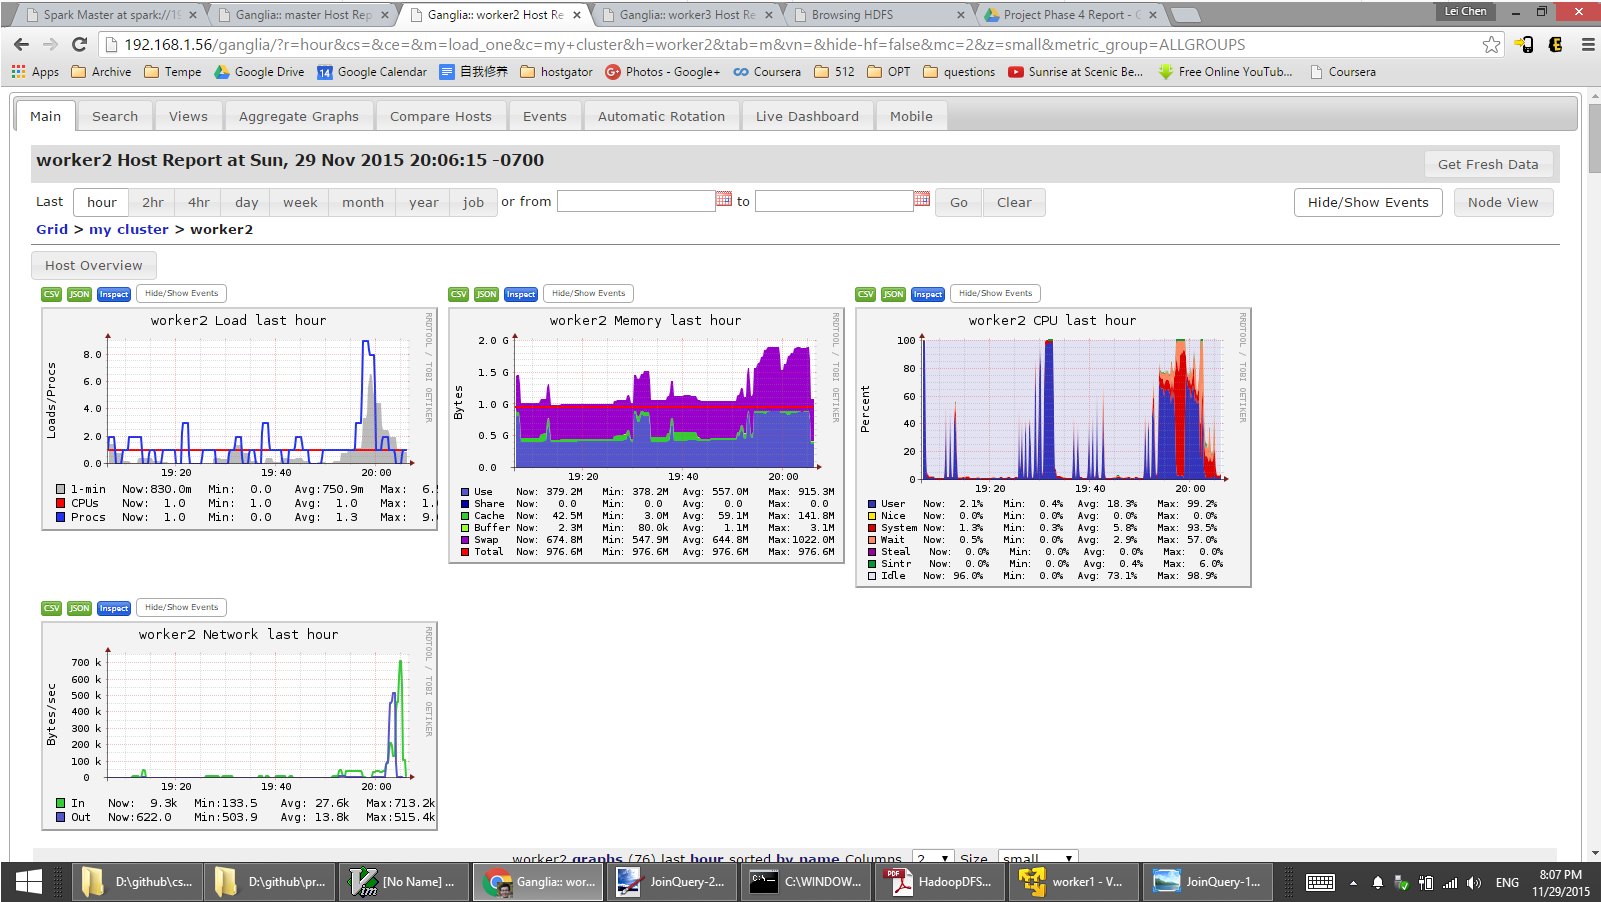 Spark Master at spark://19
Ganglia:: master Host Rep
Ganglia:: worker2 Host Re
Ganglia:: worker3 Host Re
Browsing HDFS
Project Phase 4 Report - G
Lei Chen
192.168.1.56/ganglia/?r=hour&cs=&ce=&m=load_one&c=my+cluster&h=worker2&tab=m&vn=&hide-hf=false&mc=2&z=small&metric_group=ALLGROUPS
Apps Archive Tempe Google Drive 14 Google Calendar 自我修养 hostgator Photos - Google+ Coursera 512 OPT questions Sunrise at Scenic Be... Free Online YouTub... Coursera
Main Search Views Aggregate Graphs Compare Hosts Events Automatic Rotation Live Dashboard Mobile
worker2 Host Report at Sun, 29 Nov 2015 20:06:15 -0700
Get Fresh Data
Last hour 2hr 4hr day week month year job or from to Go Clear Hide/Show Events Node View
Grid > my cluster > worker2
Host Overview
CSV JSON Inspect Hide/Show Events
worker2 Load last hour
RRDTOOL / TOBI OETIKER
Loads/Procs
8.0
6.0
4.0
2.0
0.0
19:20 19:40 20:00
1-min Now:830.0m Min: 0.0 Avg:750.9m Max: 6.
CPUs Now: 1.0 Min: 1.0 Avg: 1.0 Max: 1.
Procs Now: 1.0 Min: 0.0 Avg: 1.3 Max: 9.
CSV JSON Inspect Hide/Show Events
worker2 Memory last hour
RRDTOOL / TOBI OETIKER
Bytes
2.0 G
1.5 G
1.0 G
0.5 G
0.0
19:20 19:40 20:00
Use Now: 379.2M Min: 378.2M Avg: 557.0M Max: 915.3M
Share Now: 0.0 Min: 0.0 Avg: 0.0 Max: 0.0
Cache Now: 42.5M Min: 3.0M Avg: 59.1M Max: 141.8M
Buffer Now: 2.3M Min: 80.0k Avg: 1.1M Max: 3.1M
Swap Now: 674.8M Min: 547.9M Avg: 644.8M Max:1022.0M
Total Now: 976.6M Min: 976.6M Avg: 976.6M Max: 976.6M
CSV JSON Inspect Hide/Show Events
worker2 CPU last hour
RRDTOOL / TOBI OETIKER
Percent
100
80
60
40
20
0
19:20 19:40 20:00
User Now: 2.1% Min: 0.4% Avg: 18.3% Max: 99.2%
Nice Now: 0.0% Min: 0.0% Avg: 0.0% Max: 0.0%
System Now: 1.3% Min: 0.3% Avg: 5.8% Max: 93.5%
Wait Now: 0.5% Min: 0.0% Avg: 2.9% Max: 57.0%
Steal Now: 0.0% Min: 0.0% Avg: 0.0% Max: 0.0%
Sintr Now: 0.0% Min: 0.0% Avg: 0.4% Max: 6.0%
Idle Now: 96.0% Min: 0.0% Avg: 73.1% Max: 98.9%
CSV JSON Inspect Hide/Show Events
worker2 Network last hour
RRDTOOL / TOBI OETIKER
Bytes/sec
700 k
600 k
500 k
400 k
300 k
200 k
100 k
0
19:20 19:40 20:00
In Now: 9.3k Min:133.5 Avg: 27.6k Max:713.2k
Out Now:622.0 Min:503.9 Avg: 13.8k Max:515.4k
worker2 graphs (76) last hour sorted by name Columns 2 Size small
D:\github\cs... D:\github\pr... [No Name] ... Ganglia:: wor... JoinQuery-2... C:\WINDOW... HadoopDFS... worker1 - V... JoinQuery-1... ENG 8:07 PM
11/29/2015